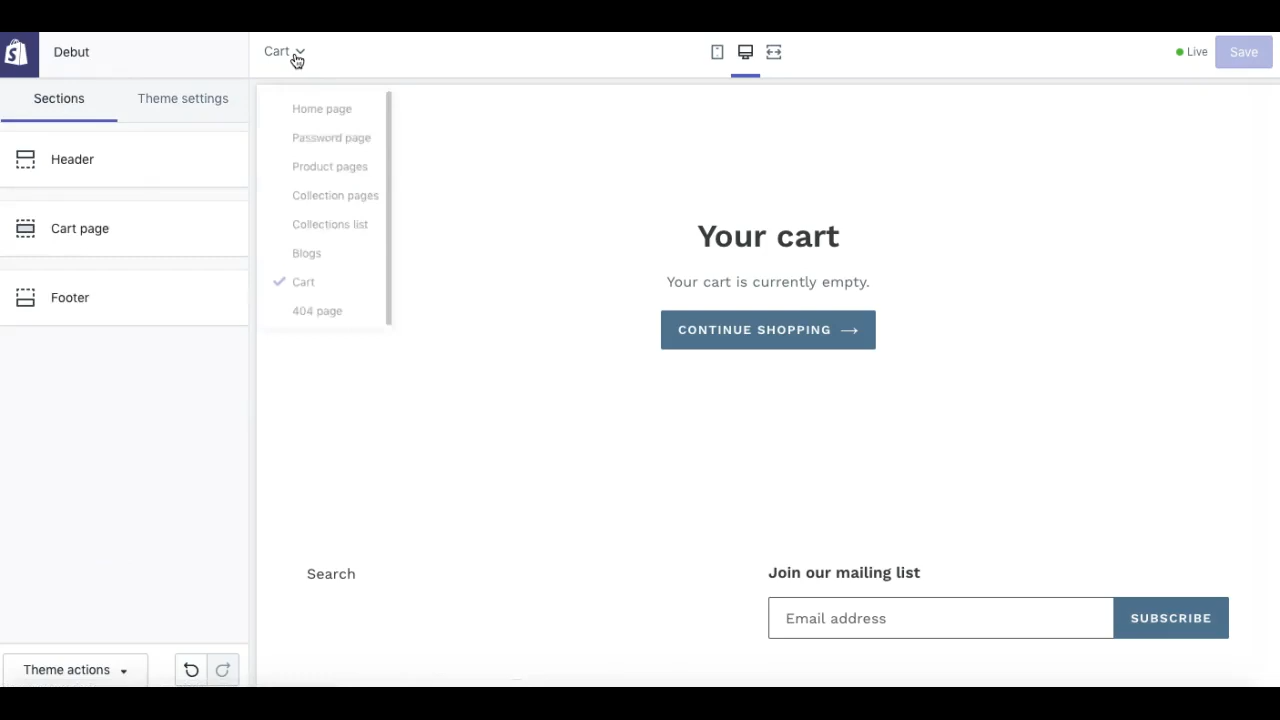 Debut
Cart
Live
Save
Sections
Theme settings
Header
Cart page
Footer
Home page
Password page
Product pages
Collection pages
Collections list
Blogs
Cart
404 page
Your cart
Your cart is currently empty.
CONTINUE SHOPPING →
Search
Join our mailing list
Email address
SUBSCRIBE
Theme actions